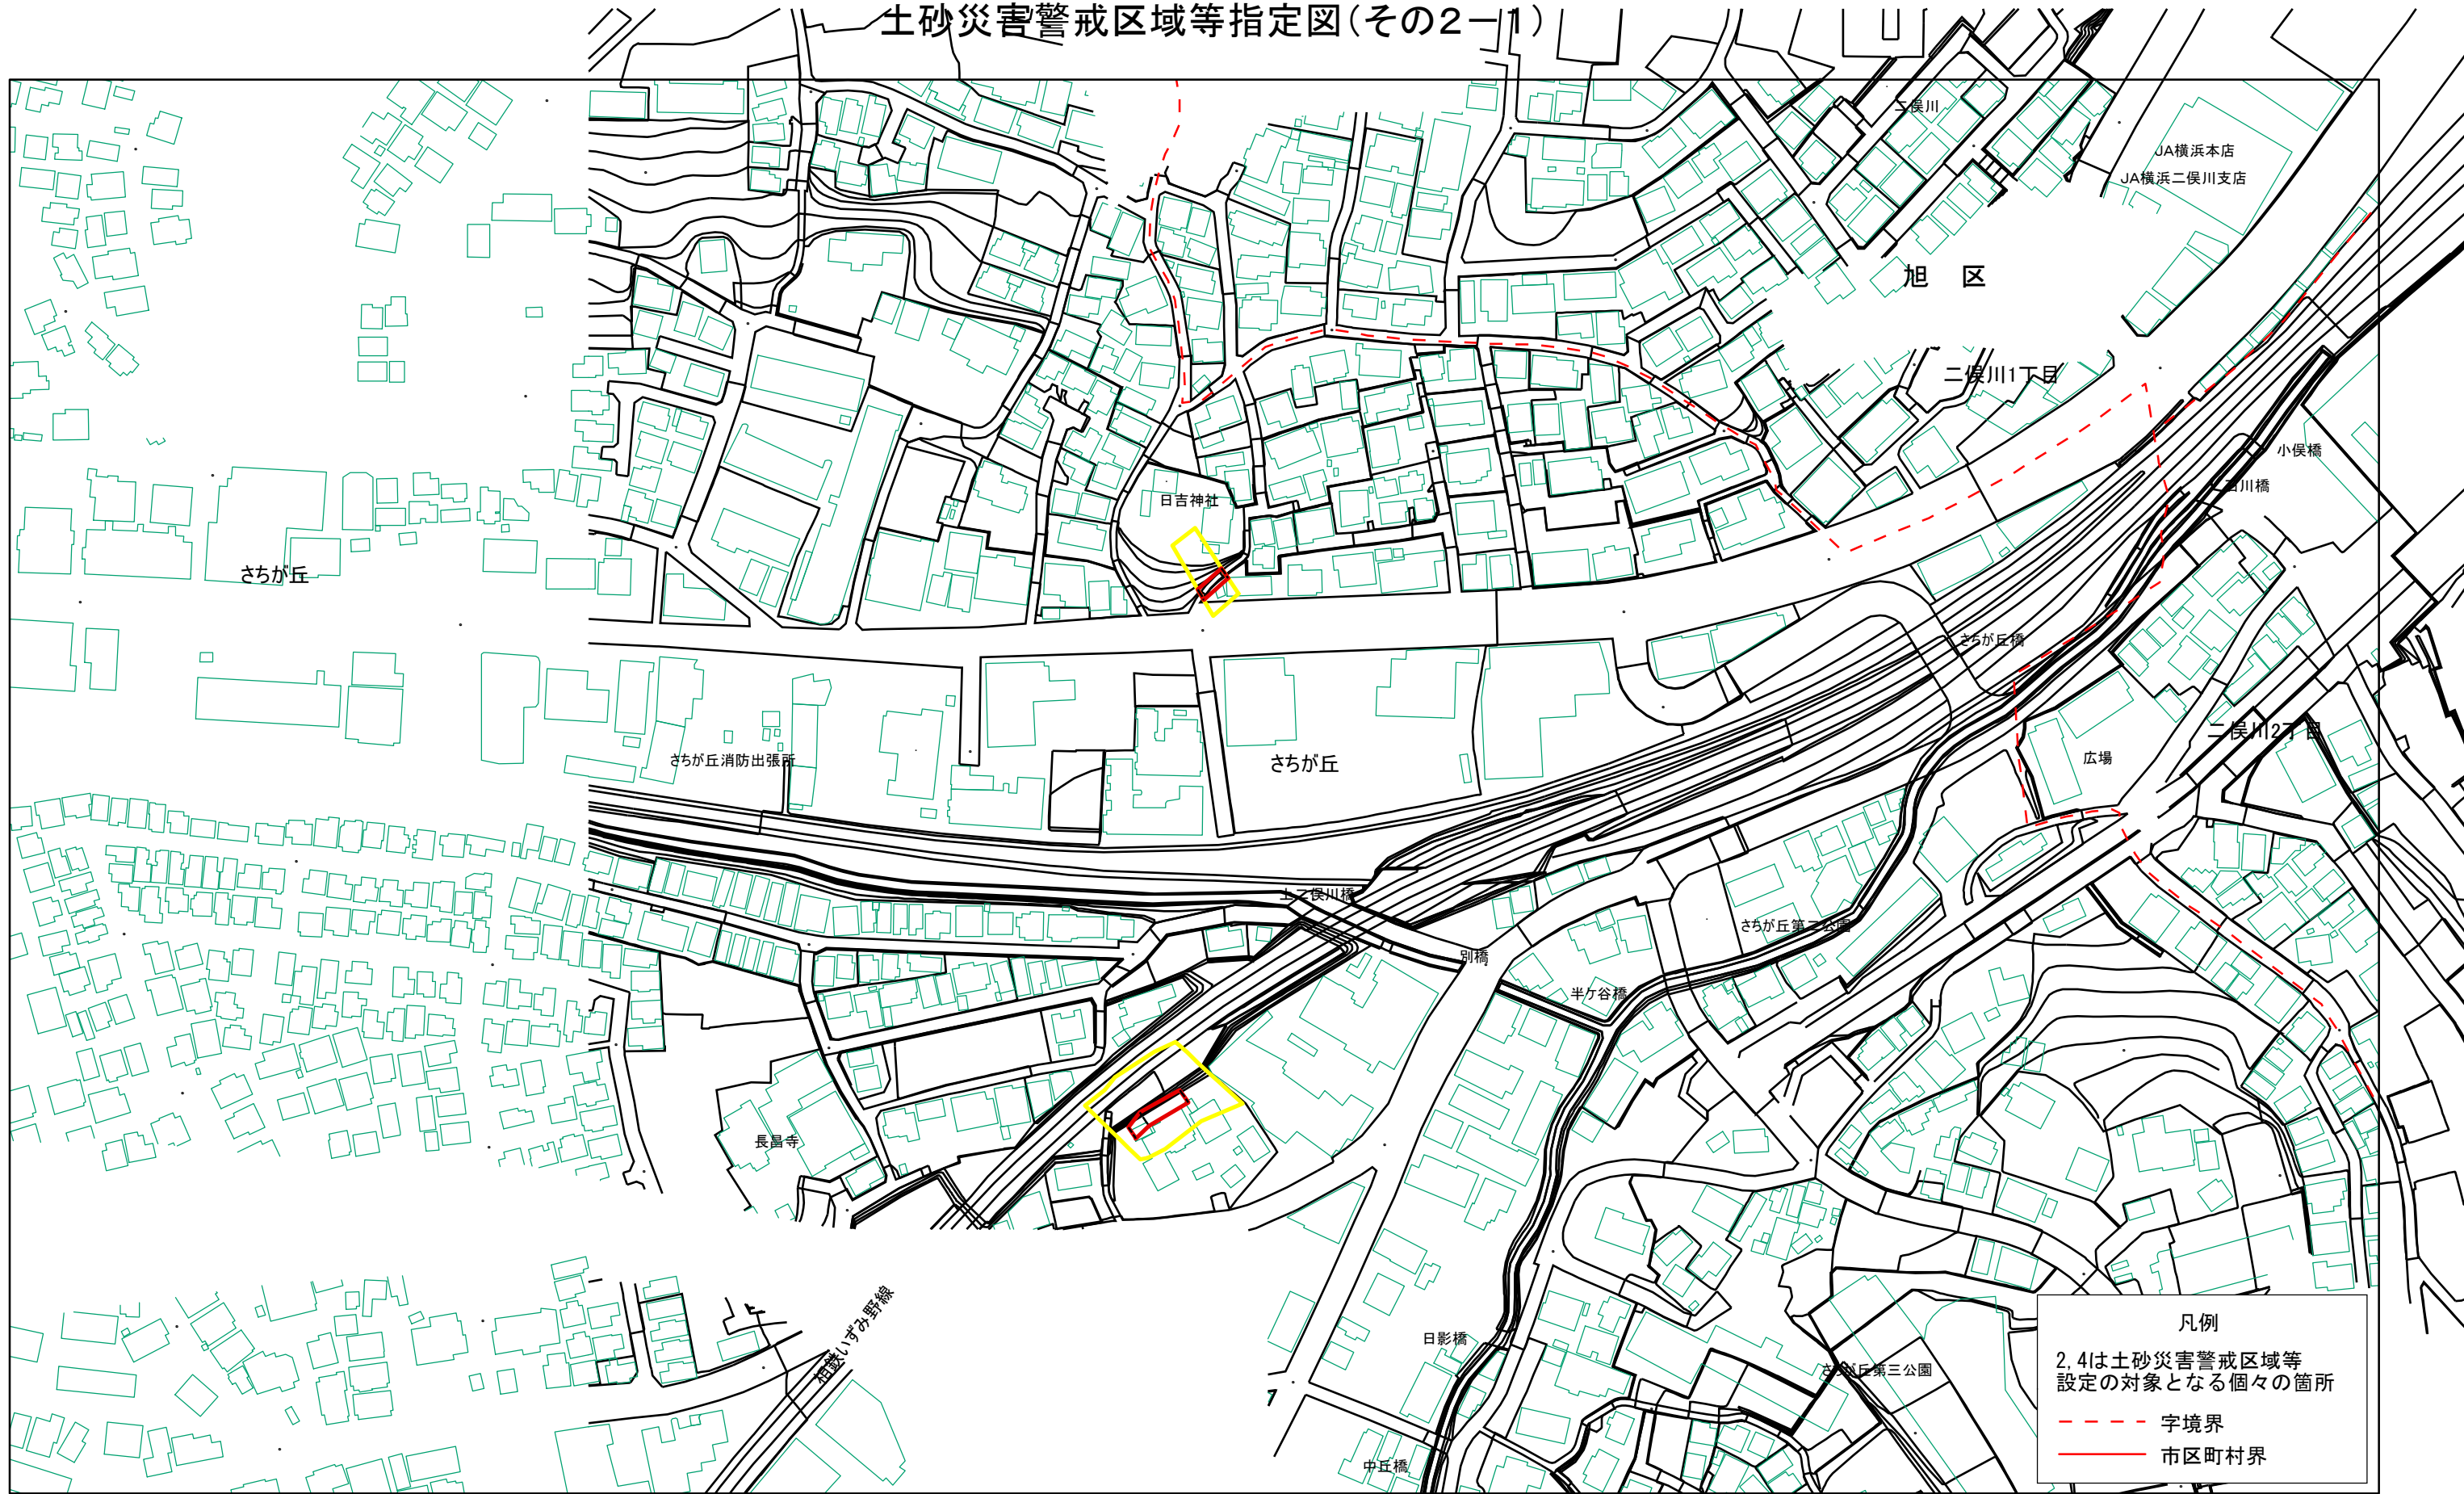 土砂災害警戒区域等指定図(その2－1)
二俣川
JA横浜本店
JA横浜二俣川支店
旭 区
二俣川1丁目
小俣橋
日吉神社
さちが丘
さちが丘橋
二俣川2丁目
さちが丘消防出張所
さちが丘
広場
上二俣川橋
さちが丘第二公園
別橋
半ケ谷橋
長昌寺
相鉄いずみ野線
日影橋
さちが丘第三公園
中丘橋
凡例
2,4は土砂災害警戒区域等
設定の対象となる個々の箇所
字境界
市区町村界